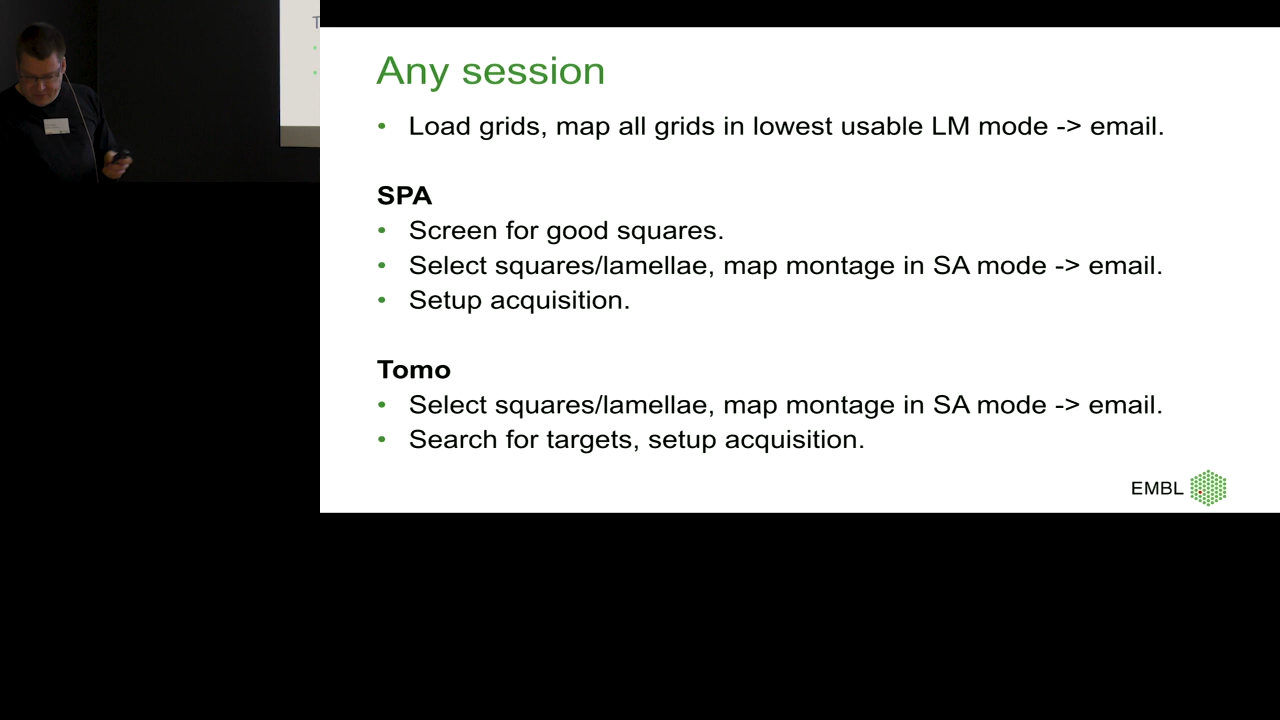 Any session
• Load grids, map all grids in lowest usable LM mode -> email.
SPA
• Screen for good squares.
• Select squares/lamellae, map montage in SA mode -> email.
• Setup acquisition.
Tomo
• Select squares/lamellae, map montage in SA mode -> email.
• Search for targets, setup acquisition.
EMBL